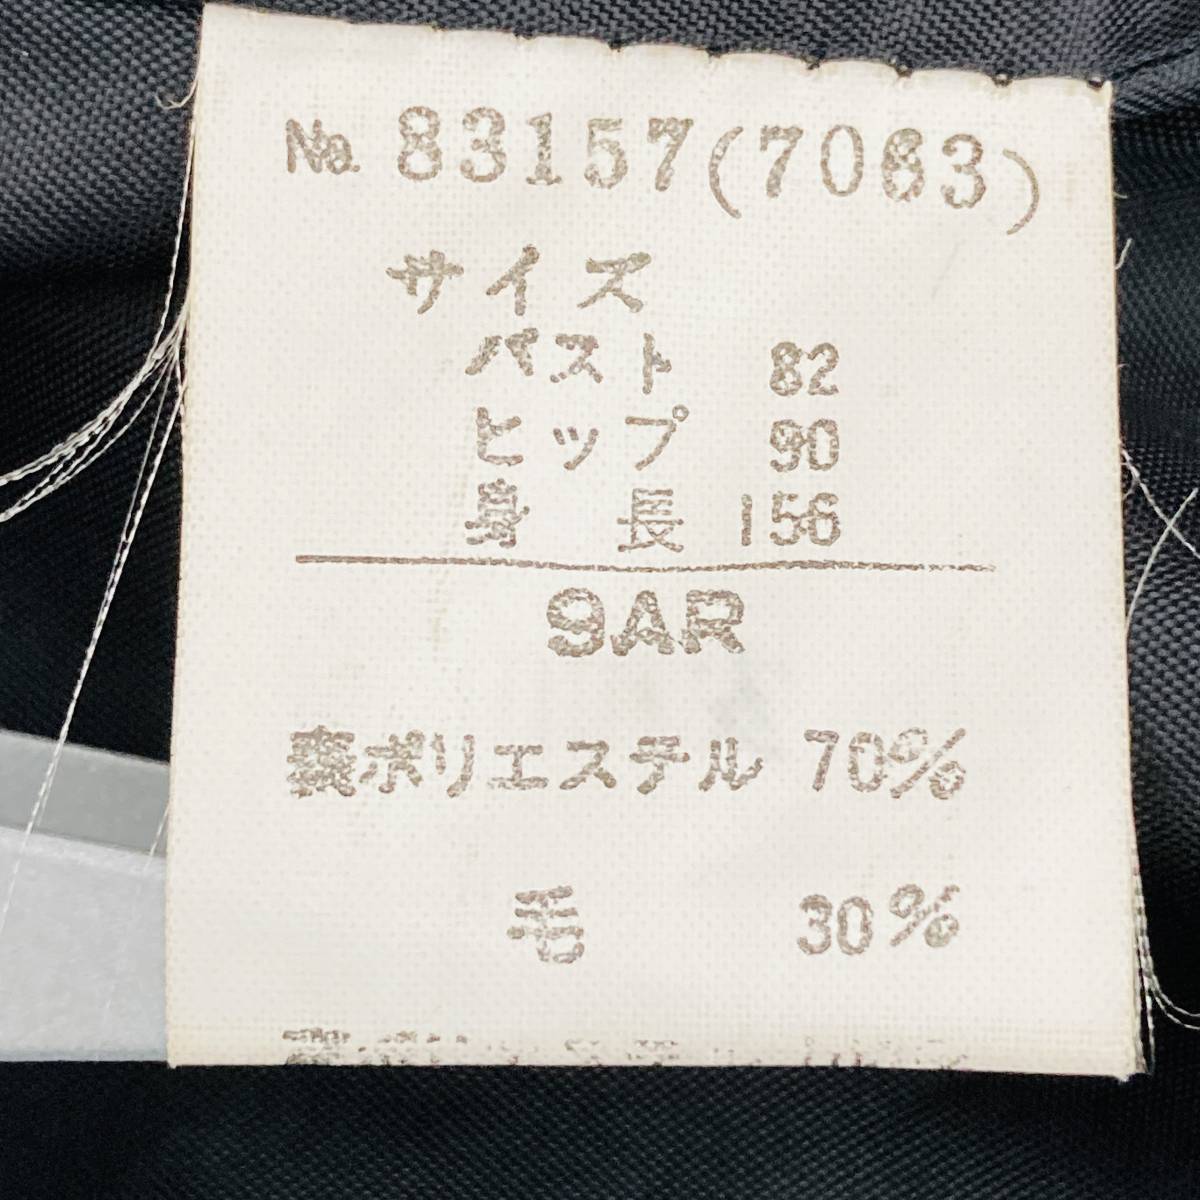 No. 83157(7063)
サイズ
バスト 82
ヒップ 90
身長 156
9AR
表ポリエステル 70%
毛 30%